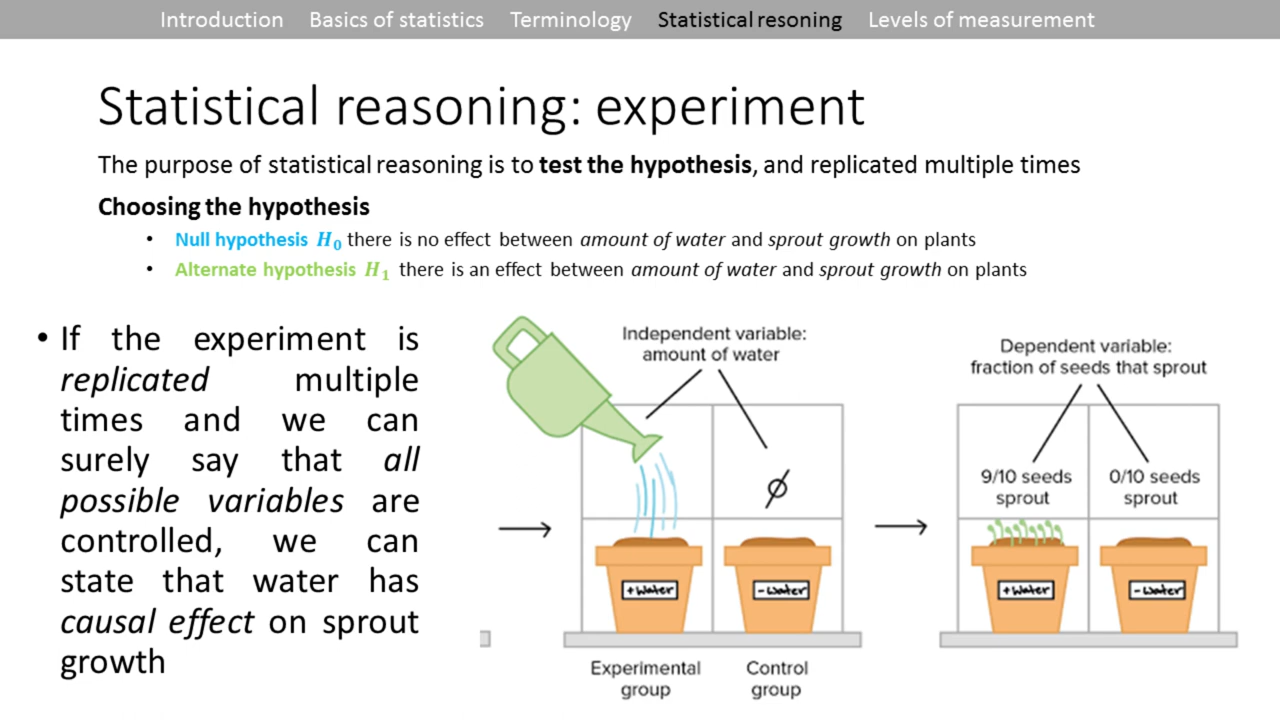 Introduction Basics of statistics Terminology Statistical resoning Levels of measurement
Statistical reasoning: experiment
The purpose of statistical reasoning is to test the hypothesis, and replicated multiple times
Choosing the hypothesis
• Null hypothesis H₀ there is no effect between amount of water and sprout growth on plants
• Alternate hypothesis H₁ there is an effect between amount of water and sprout growth on plants
• If the experiment is
replicated multiple
times and we can
surely say that all
possible variables are
controlled, we can
state that water has
causal effect on sprout
growth
Independent variable:
amount of water
∅
+Water
-Water
Experimental
group
Control
group
Dependent variable:
fraction of seeds that sprout
9/10 seeds
sprout
0/10 seeds
sprout
+Water
-Water